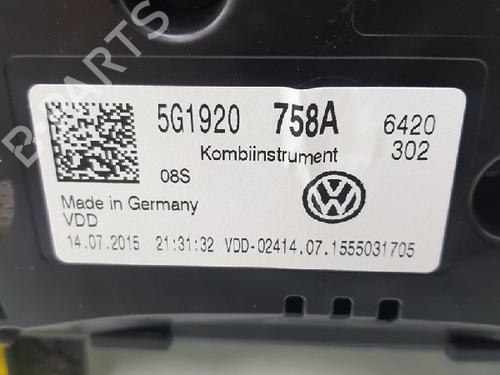 B-PARTS
5G1920 758A 6420
Kombiinstrument 302
08S
Made in Germany
VDD
14.07.2015 21:31:32 VDD-02414.07.1555031705